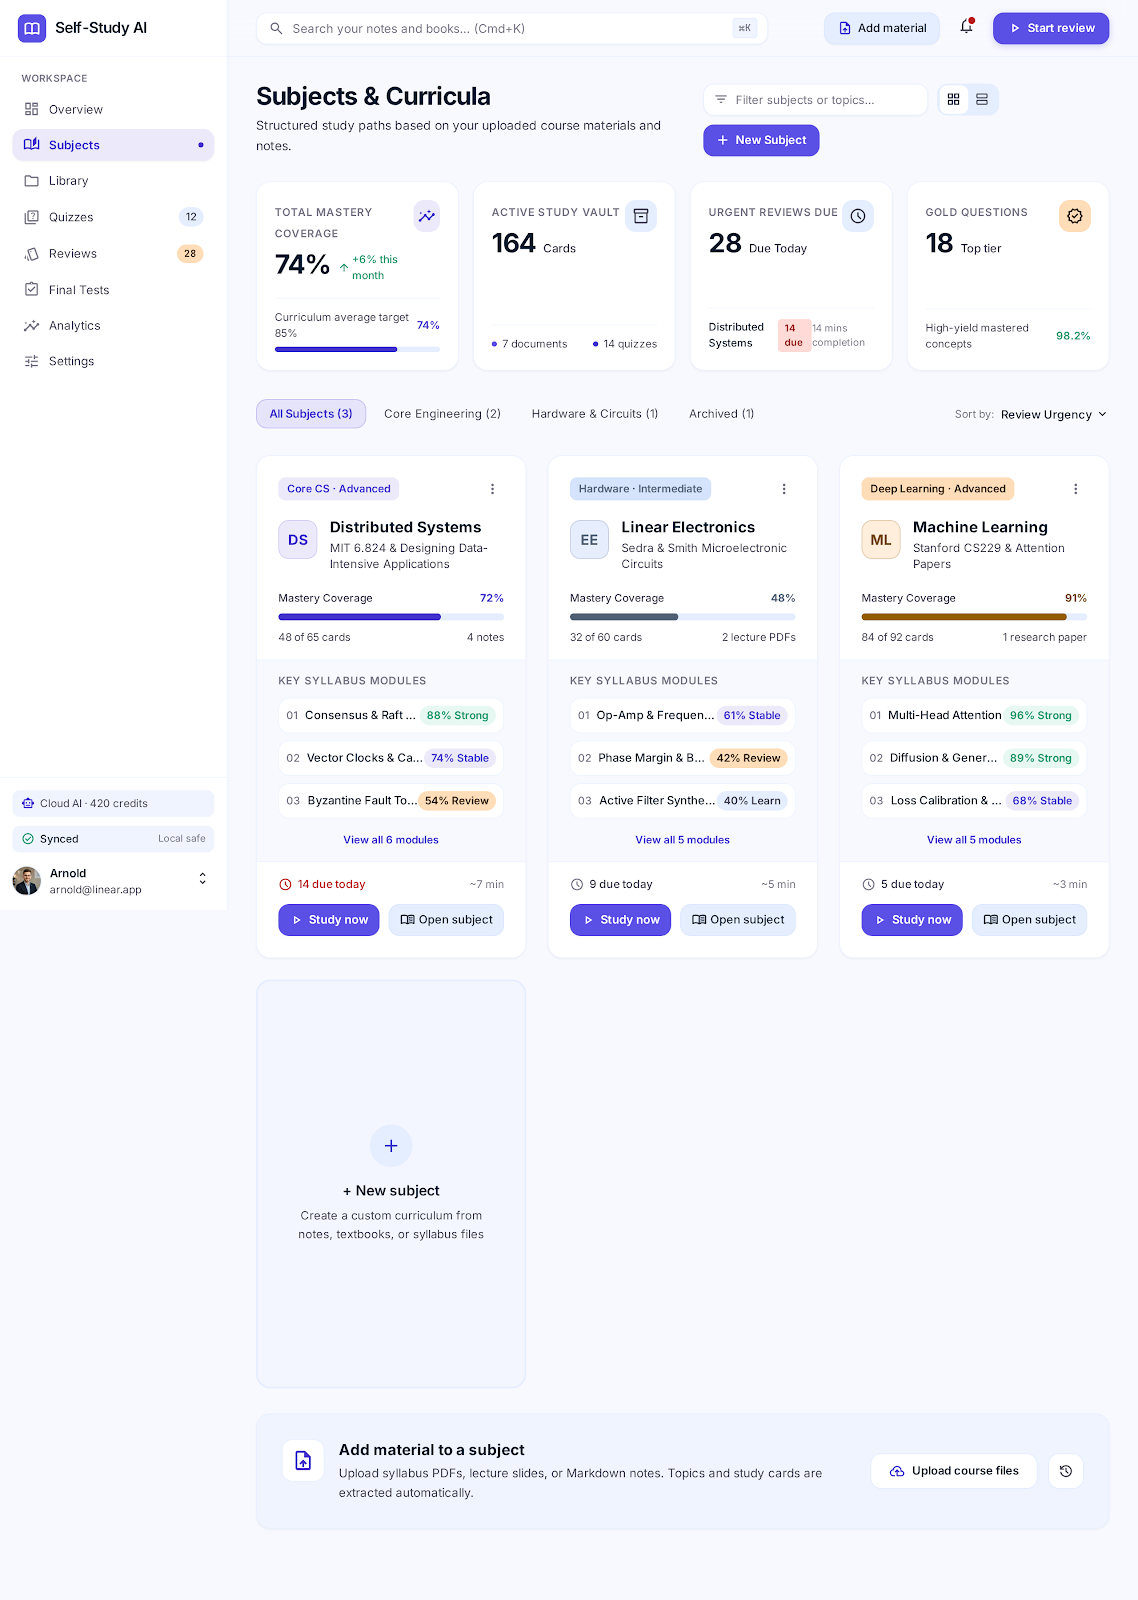 Self-Study AI
Search your notes and books... (Cmd+K)
⌘K
Add material
Start review
WORKSPACE
Overview
Subjects
Library
Quizzes
12
Reviews
28
Final Tests
Analytics
Settings
Cloud AI · 420 credits
Synced
Local safe
Arnold
arnold@linear.app
Subjects & Curricula
Structured study paths based on your uploaded course materials and
notes.
Filter subjects or topics...
New Subject
TOTAL MASTERY
COVERAGE
74%
+6% this
month
Curriculum average target
85%
74%
ACTIVE STUDY VAULT
164 Cards
7 documents
14 quizzes
URGENT REVIEWS DUE
28 Due Today
Distributed
Systems
14
due
14 mins
completion
GOLD QUESTIONS
18 Top tier
High-yield mastered
concepts
98.2%
All Subjects (3)
Core Engineering (2)
Hardware & Circuits (1)
Archived (1)
Sort by: Review Urgency
Core CS · Advanced
DS
Distributed Systems
MIT 6.824 & Designing Data-
Intensive Applications
Mastery Coverage
72%
48 of 65 cards
4 notes
KEY SYLLABUS MODULES
01 Consensus & Raft ...
88% Strong
02 Vector Clocks & Ca...
74% Stable
03 Byzantine Fault To...
54% Review
View all 6 modules
14 due today
~7 min
Study now
Open subject
Hardware · Intermediate
EE
Linear Electronics
Sedra & Smith Microelectronic
Circuits
Mastery Coverage
48%
32 of 60 cards
2 lecture PDFs
KEY SYLLABUS MODULES
01 Op-Amp & Frequen...
61% Stable
02 Phase Margin & B...
42% Review
03 Active Filter Synthe...
40% Learn
View all 5 modules
9 due today
~5 min
Study now
Open subject
Deep Learning · Advanced
ML
Machine Learning
Stanford CS229 & Attention
Papers
Mastery Coverage
91%
84 of 92 cards
1 research paper
KEY SYLLABUS MODULES
01 Multi-Head Attention
96% Strong
02 Diffusion & Gener...
89% Strong
03 Loss Calibration & ...
68% Stable
View all 5 modules
5 due today
~3 min
Study now
Open subject
+ New subject
Create a custom curriculum from
notes, textbooks, or syllabus files
Add material to a subject
Upload syllabus PDFs, lecture slides, or Markdown notes. Topics and study cards are
extracted automatically.
Upload course files